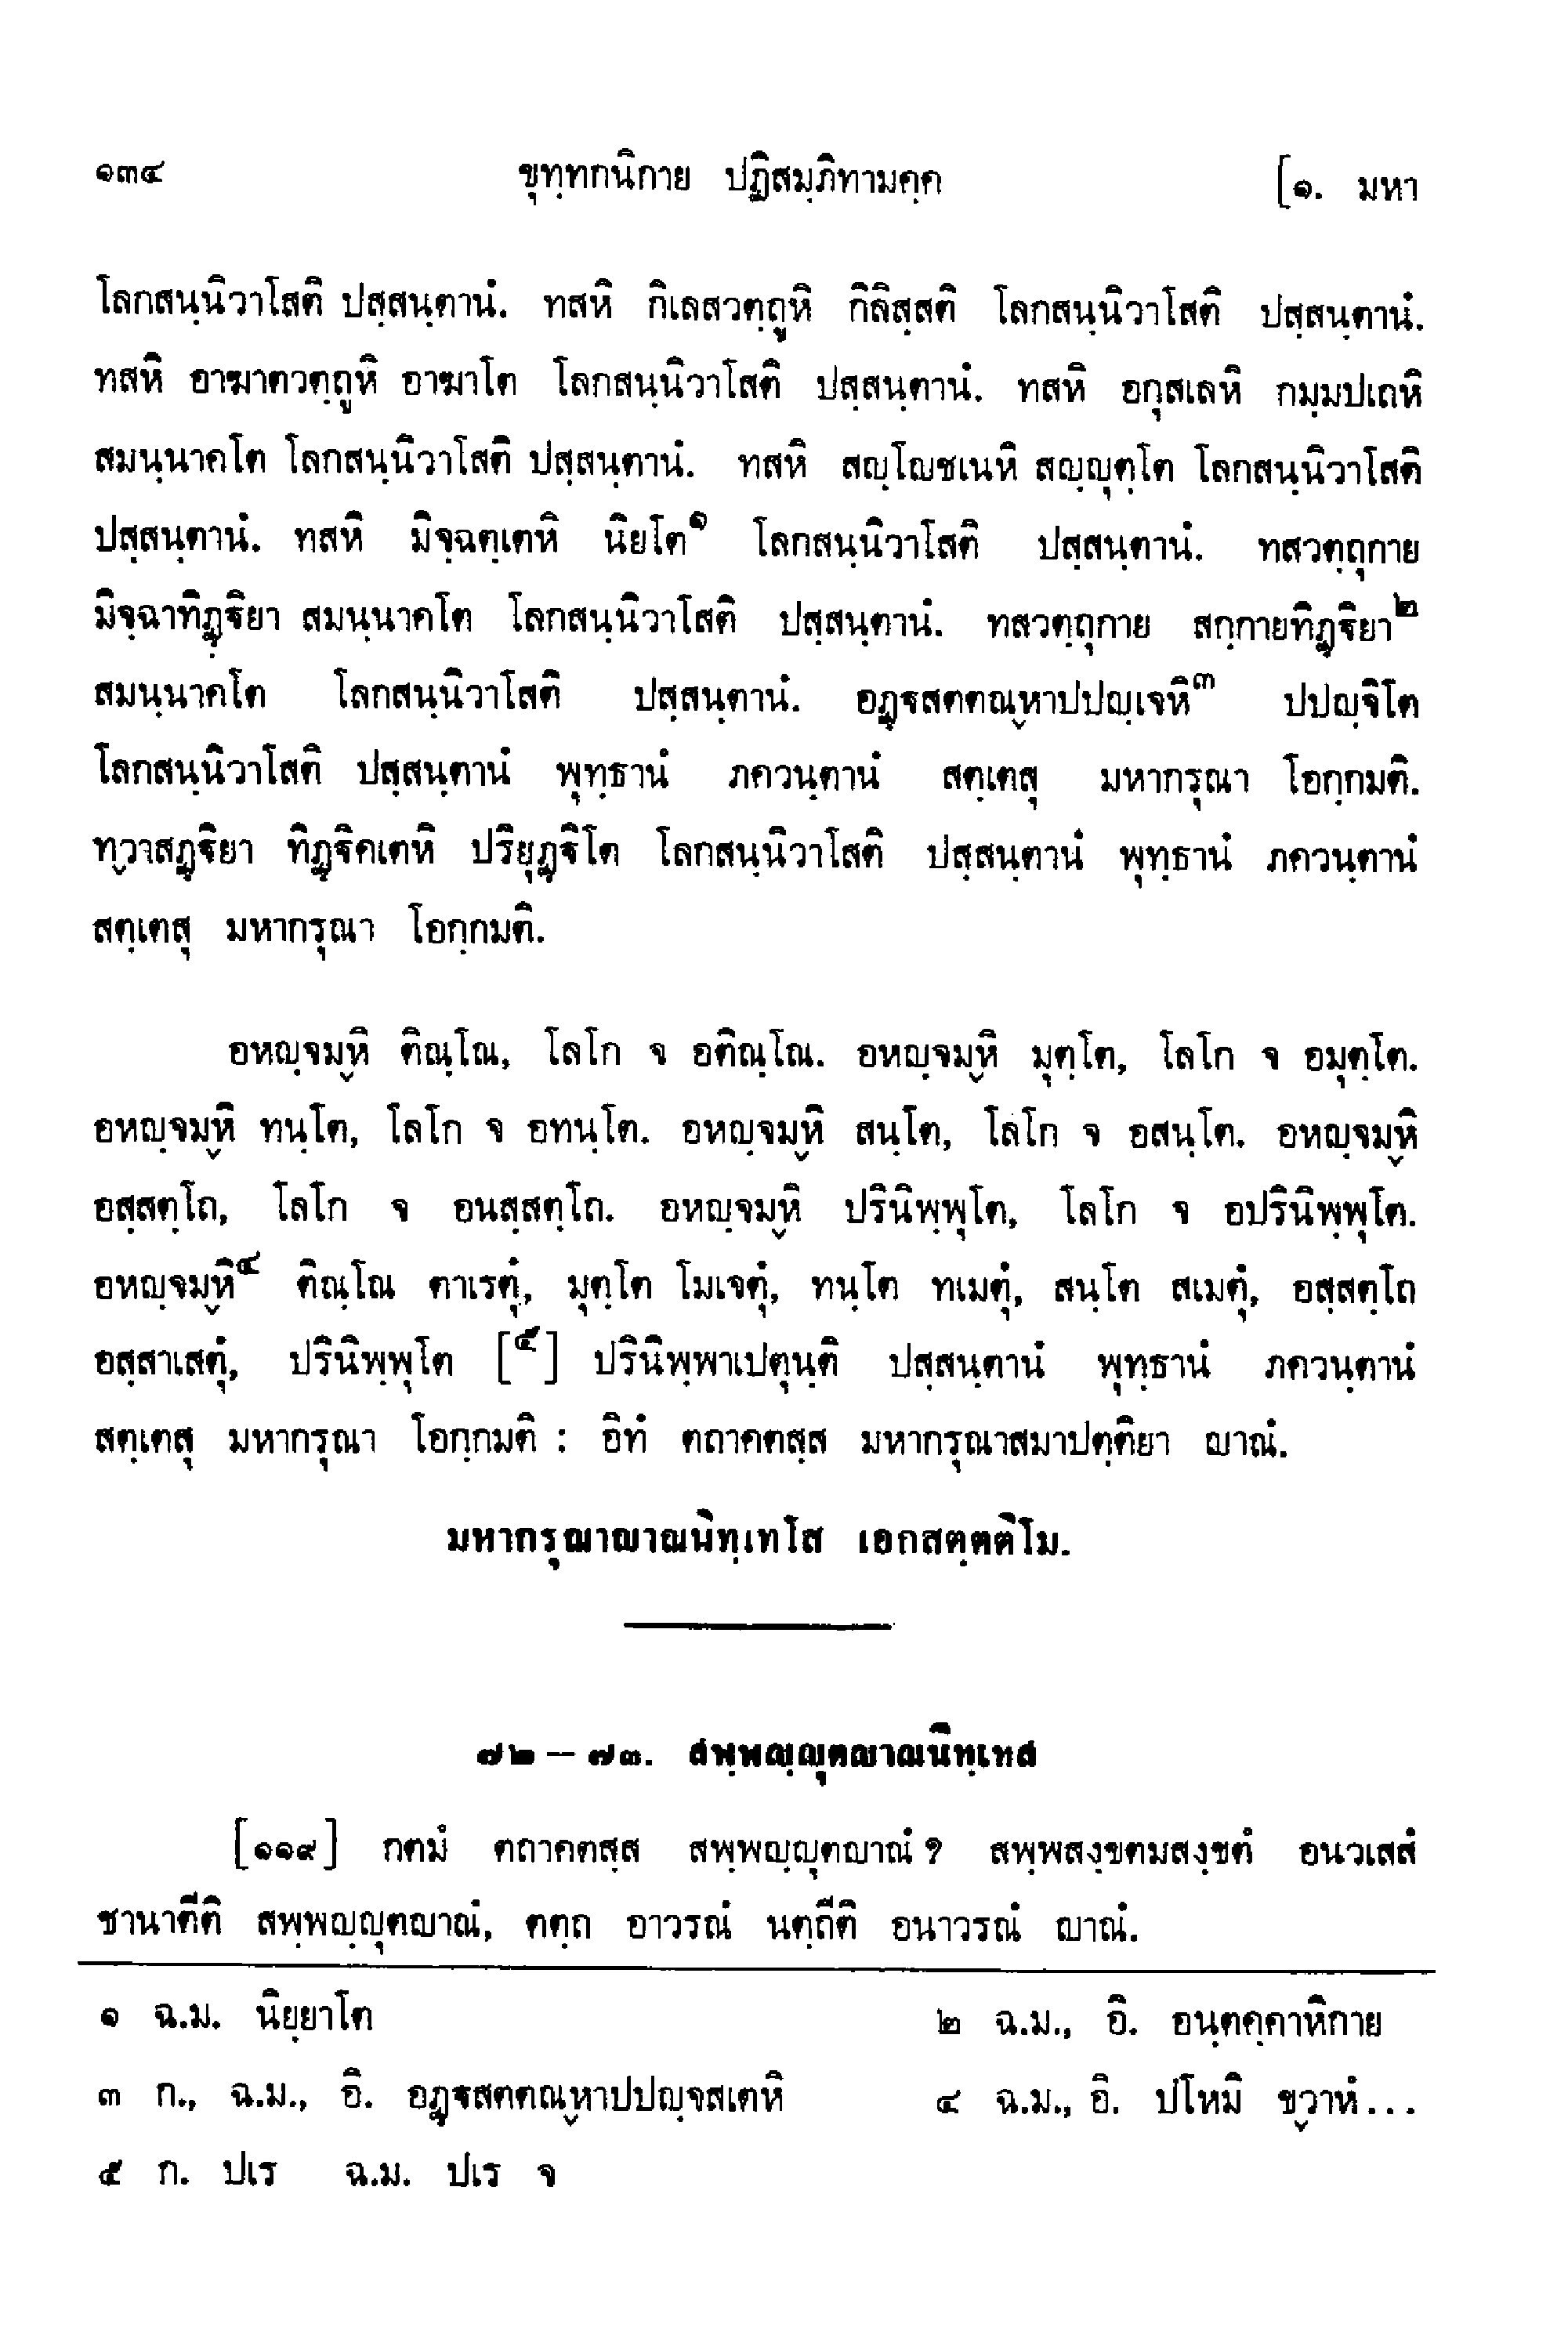 ๑๓๔ ขุทฺทกนิกาย ปฏิสมฺภิทามคฺค [๑. มหา
โลกสนฺนิวาโสติ ปสฺสนฺตานํ. ทสหิ กิเลสวตฺถูหิ กิลิสฺสติ โลกสนฺนิวาโสติ ปสฺสนฺตานํ.
ทสหิ อาฆาตวตฺถูหิ อาฆาโต โลกสนฺนิวาโสติ ปสฺสนฺตานํ. ทสหิ อกุสเลหิ กมฺมปเถหิ
สมนฺนาคโต โลกสนฺนิวาโสติ ปสฺสนฺตานํ. ทสหิ สญฺโญชเนหิ สญฺญุตฺโต โลกสนฺนิวาโสติ
ปสฺสนฺตานํ. ทสหิ มิจฺฉตฺเตหิ นิยโต๑ โลกสนฺนิวาโสติ ปสฺสนฺตานํ. ทสวตฺถุกาย
มิจฺฉาทิฏฺฐิยา สมนฺนาคโต โลกสนฺนิวาโสติ ปสฺสนฺตานํ. ทสวตฺถุกาย สกฺกายทิฏฺฐิยา๒
สมนฺนาคโต โลกสนฺนิวาโสติ ปสฺสนฺตานํ. อฏฺฐสตตณฺหาปปญฺเจหิ๓ ปปญฺจิโต
โลกสนฺนิวาโสติ ปสฺสนฺตานํ พุทฺธานํ ภควนฺตานํ สตฺเตสุ มหากรุณา โอกฺกมติ.
ทฺวาสฏฺฐิยา ทิฏฺฐิคเตหิ ปริยุฏฺฐิโต โลกสนฺนิวาโสติ ปสฺสนฺตานํ พุทฺธานํ ภควนฺตานํ
สตฺเตสุ มหากรุณา โอกฺกมติ.
อหญฺจมฺหิ ติณฺโณ, โลโก จ อติณฺโณ. อหญฺจมฺหิ มุตฺโต, โลโก จ อมุตฺโต.
อหญฺจมฺหิ ทนฺโต, โลโก จ อทนฺโต. อหญฺจมฺหิ สนฺโต, โลโก จ อสนฺโต. อหญฺจมฺหิ
อสฺสตฺโถ, โลโก จ อนสฺสตฺโถ. อหญฺจมฺหิ ปรินิพฺพุโต, โลโก จ อปรินิพฺพุโต.
อหญฺจมฺหิ๔ ติณฺโณ ตาเรตุํ, มุตฺโต โมเจตุํ, ทนฺโต ทเมตุํ, สนฺโต สเมตุํ, อสฺสตฺโถ
อสฺสาเสตุํ, ปรินิพฺพุโต [๕] ปรินิพฺพาเปตุนฺติ ปสฺสนฺตานํ พุทฺธานํ ภควนฺตานํ
สตฺเตสุ มหากรุณา โอกฺกมติ : อิทํ ตถาคตสฺส มหากรุณาสมาปตฺติยา ญาณํ.
มหากรุณาญาณนิทฺเทโส เอกสตฺตติโม.
๗๒ – ๗๓. สพฺพญฺญุตญาณนิทฺเทส
[๑๑๙] กตมํ ตถาคตสฺส สพฺพญฺญุตญาณํ ? สพฺพสงฺขตมสงฺขตํ อนวเสสํ
ชานาตีติ สพฺพญฺญุตญาณํ, ตตฺถ อาวรณํ นตฺถีติ อนาวรณํ ญาณํ.
๑ ฉ.ม. นิยฺยาโต ๒ ฉ.ม., อิ. อนฺตคฺคาหิกาย
๓ ก., ฉ.ม., อิ. อฏฺฐสตตณฺหาปปญฺจสเตหิ ๔ ฉ.ม., อิ. ปโหมิ ขฺวาหํ...
๕ ก. ปเร ฉ.ม. ปเร จ